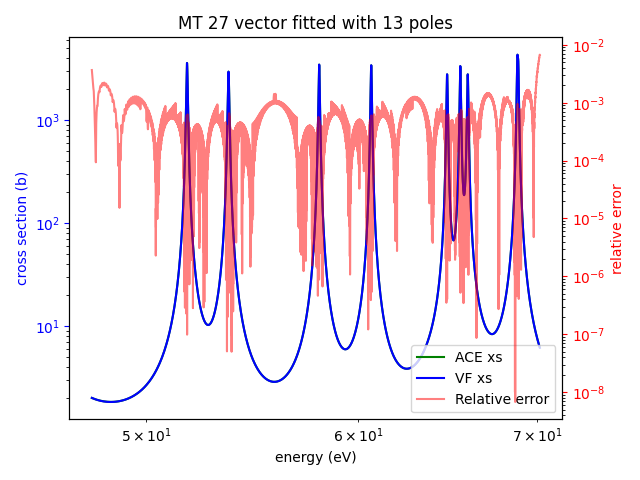 MT 27 vector fitted with 13 poles
cross section (b)
10³
10²
10¹
10⁻²
10⁻³
10⁻⁴
10⁻⁵
10⁻⁶
10⁻⁷
10⁻⁸
relative error
ACE xs
VF xs
Relative error
5 × 10¹
6 × 10¹
7 × 10¹
energy (eV)